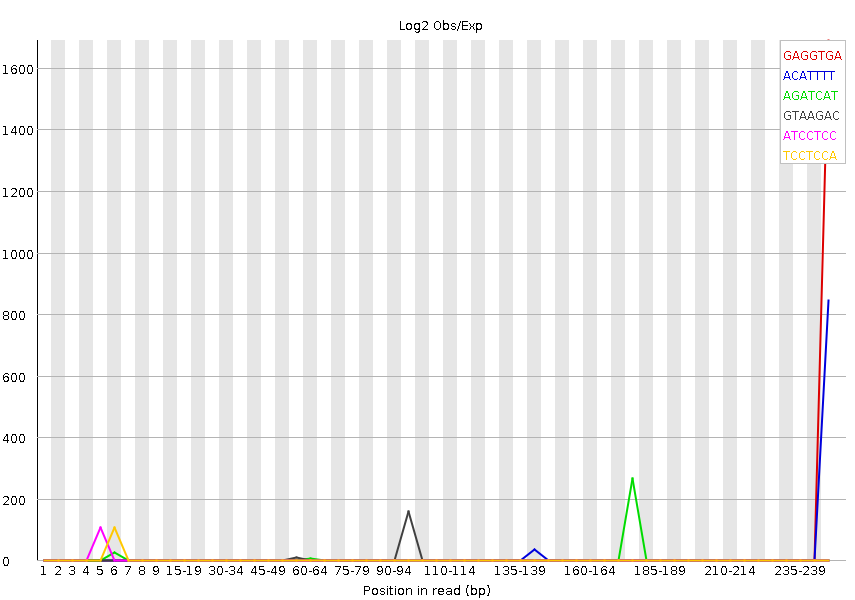 Log2 Obs/Exp
1600
1400
1200
1000
800
600
400
200
0
GAGGTGA
ACATTTT
AGATCAT
GTAAGAC
ATCCTCC
TCCTCCA
1 2 3 4 5 6 7 8 9 15-19 30-34 45-49 60-64 75-79 90-94 110-114 135-139 160-164 185-189 210-214 235-239
Position in read (bp)